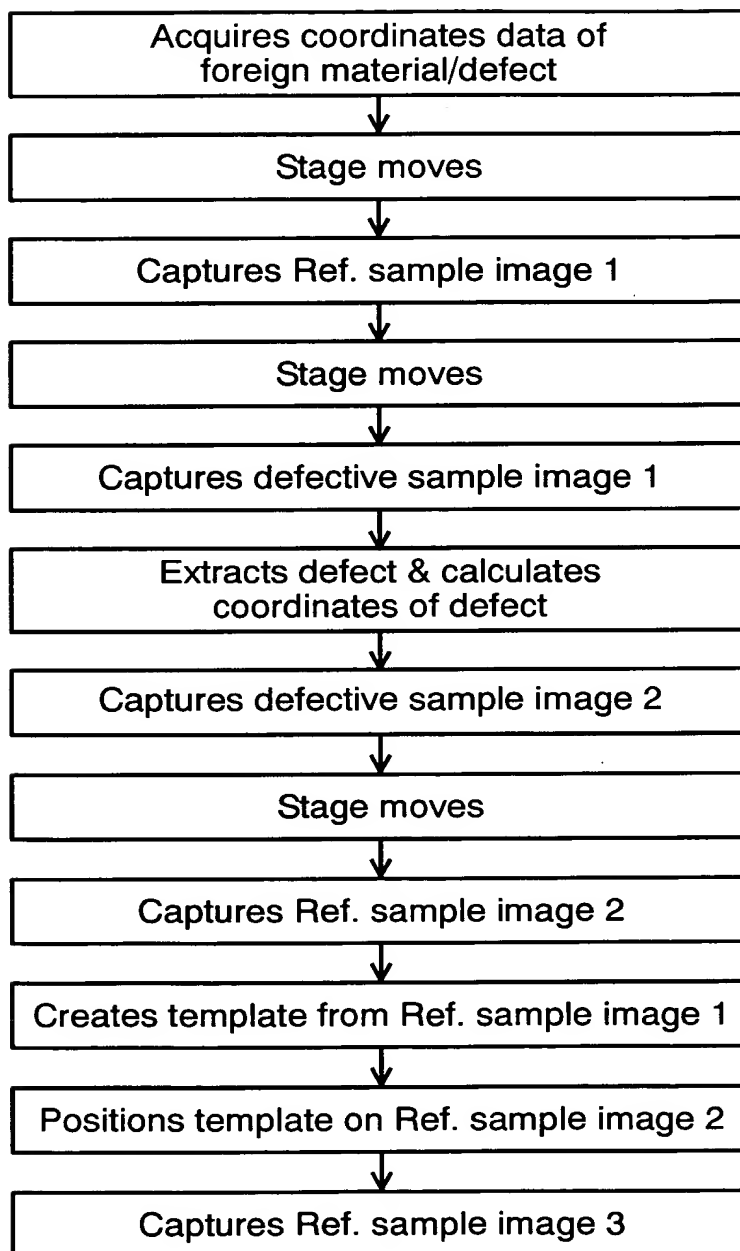 Acquires coordinates data of
foreign material/defect
Stage moves
Captures Ref. sample image 1
Stage moves
Captures defective sample image 1
Extracts defect & calculates
coordinates of defect
Captures defective sample image 2
Stage moves
Captures Ref. sample image 2
Creates template from Ref. sample image 1
Positions template on Ref. sample image 2
Captures Ref. sample image 3